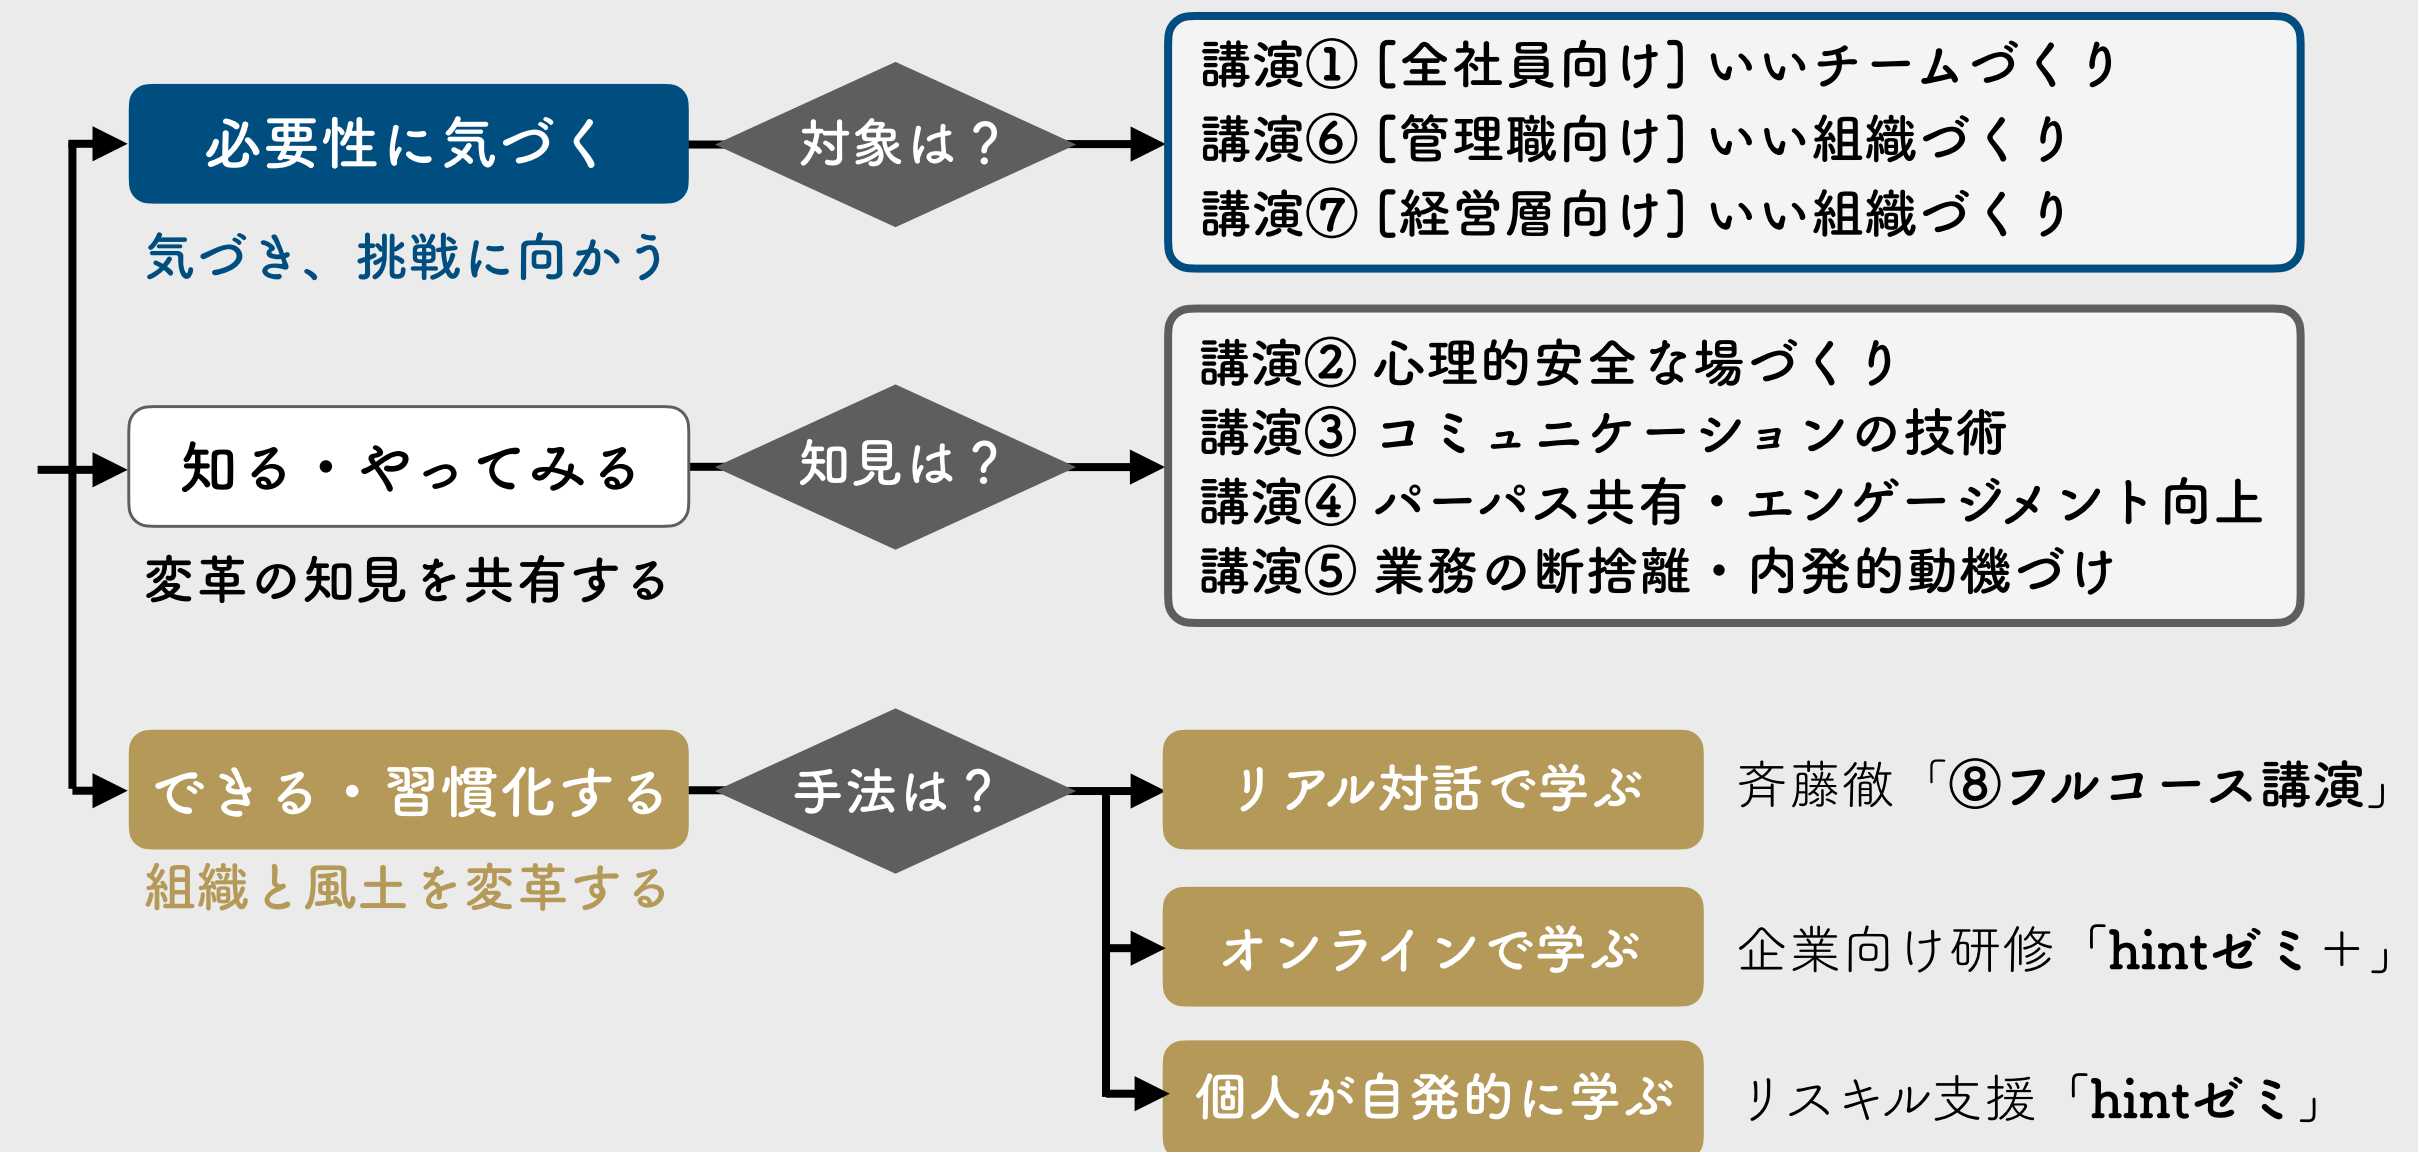 必要性に気づく
気づき、挑戦に向かう
対象は？
講演① [全社員向け] いいチームづくり
講演⑥ [管理職向け] いい組織づくり
講演⑦ [経営層向け] いい組織づくり
知る・やってみる
変革の知見を共有する
知見は？
講演② 心理的安全な場づくり
講演③ コミュニケーションの技術
講演④ パーパス共有・エンゲージメント向上
講演⑤ 業務の断捨離・内発的動機づけ
できる・習慣化する
組織と風土を変革する
手法は？
リアル対話で学ぶ
斉藤徹「⑧フルコース講演」
オンラインで学ぶ
企業向け研修「hintゼミ＋」
個人が自発的に学ぶ
リスキル支援「hintゼミ」